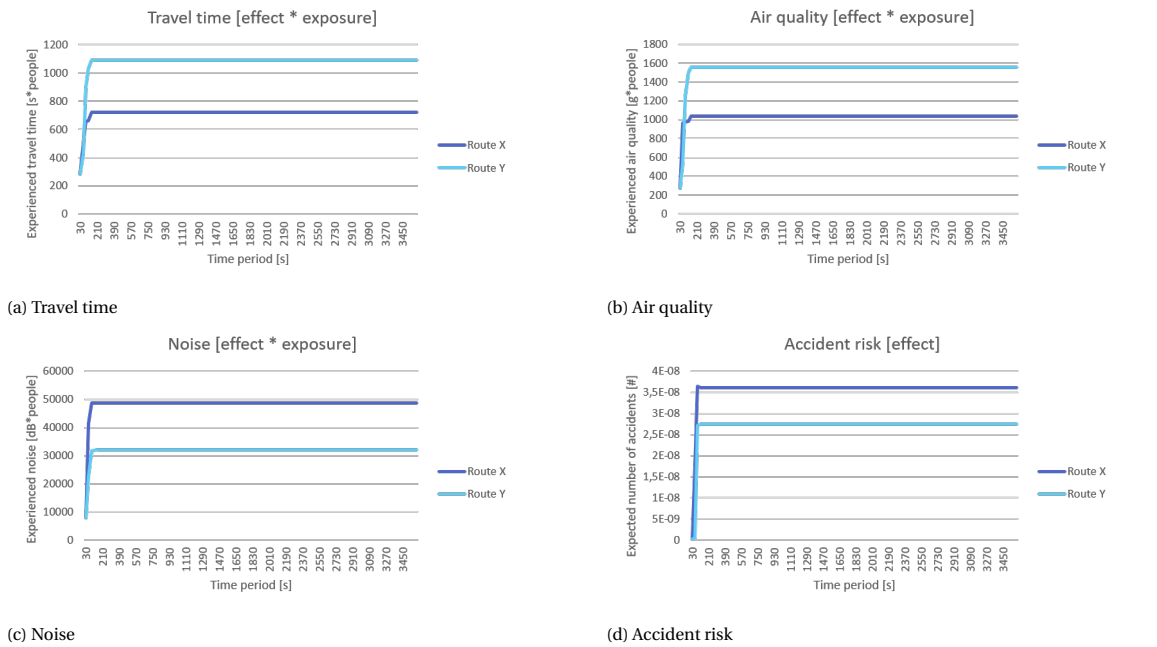 Travel time [effect * exposure]
Experienced travel time [s*people]
1200
1000
800
600
400
200
0
30 210 390 570 750 930 1110 1290 1470 1650 1830 2010 2190 2370 2550 2730 2910 3090 3270 3450
Time period [s]
Route X
Route Y
(a) Travel time
Air quality [effect * exposure]
Experienced air quality [g*people]
1800
1600
1400
1200
1000
800
600
400
200
0
30 210 390 570 750 930 1110 1290 1470 1650 1830 2010 2190 2370 2550 2730 2910 3090 3270 3450
Time period [s]
Route X
Route Y
(b) Air quality
Noise [effect * exposure]
Experienced noise [dB*people]
60000
50000
40000
30000
20000
10000
0
30 210 390 570 750 930 1110 1290 1470 1650 1830 2010 2190 2370 2550 2730 2910 3090 3270 3450
Time period [s]
Route X
Route Y
(c) Noise
Accident risk [effect]
Expected number of accidents [#]
4E-08
3,5E-08
3E-08
2,5E-08
2E-08
1,5E-08
1E-08
5E-09
0
30 210 390 570 750 930 1110 1290 1470 1650 1830 2010 2190 2370 2550 2730 2910 3090 3270 3450
Time period [s]
Route X
Route Y
(d) Accident risk